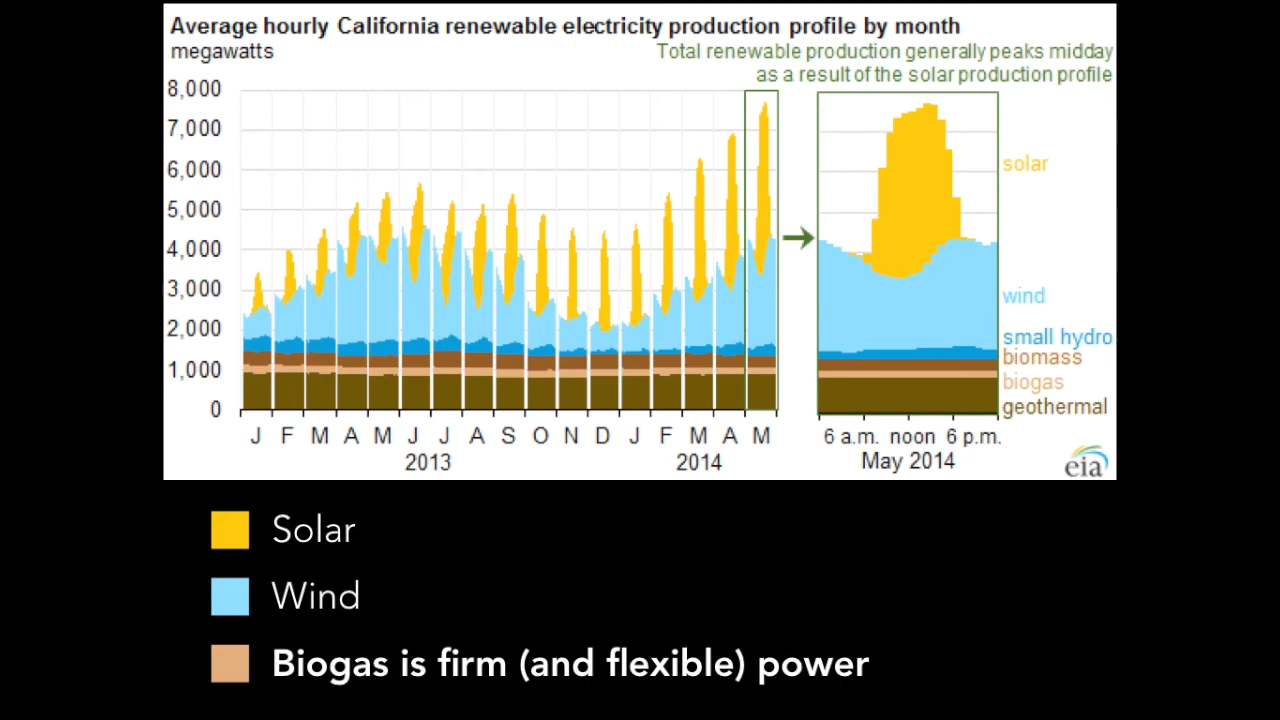 Average hourly California renewable electricity production profile by month
megawatts
Total renewable production generally peaks midday
as a result of the solar production profile
8,000
7,000
6,000
5,000
4,000
3,000
2,000
1,000
0
J F M A M J J A S O N D J F M A M
2013 2014
solar
wind
small hydro
biomass
biogas
geothermal
6 a.m. noon 6 p.m.
May 2014
eia
Solar
Wind
Biogas is firm (and flexible) power